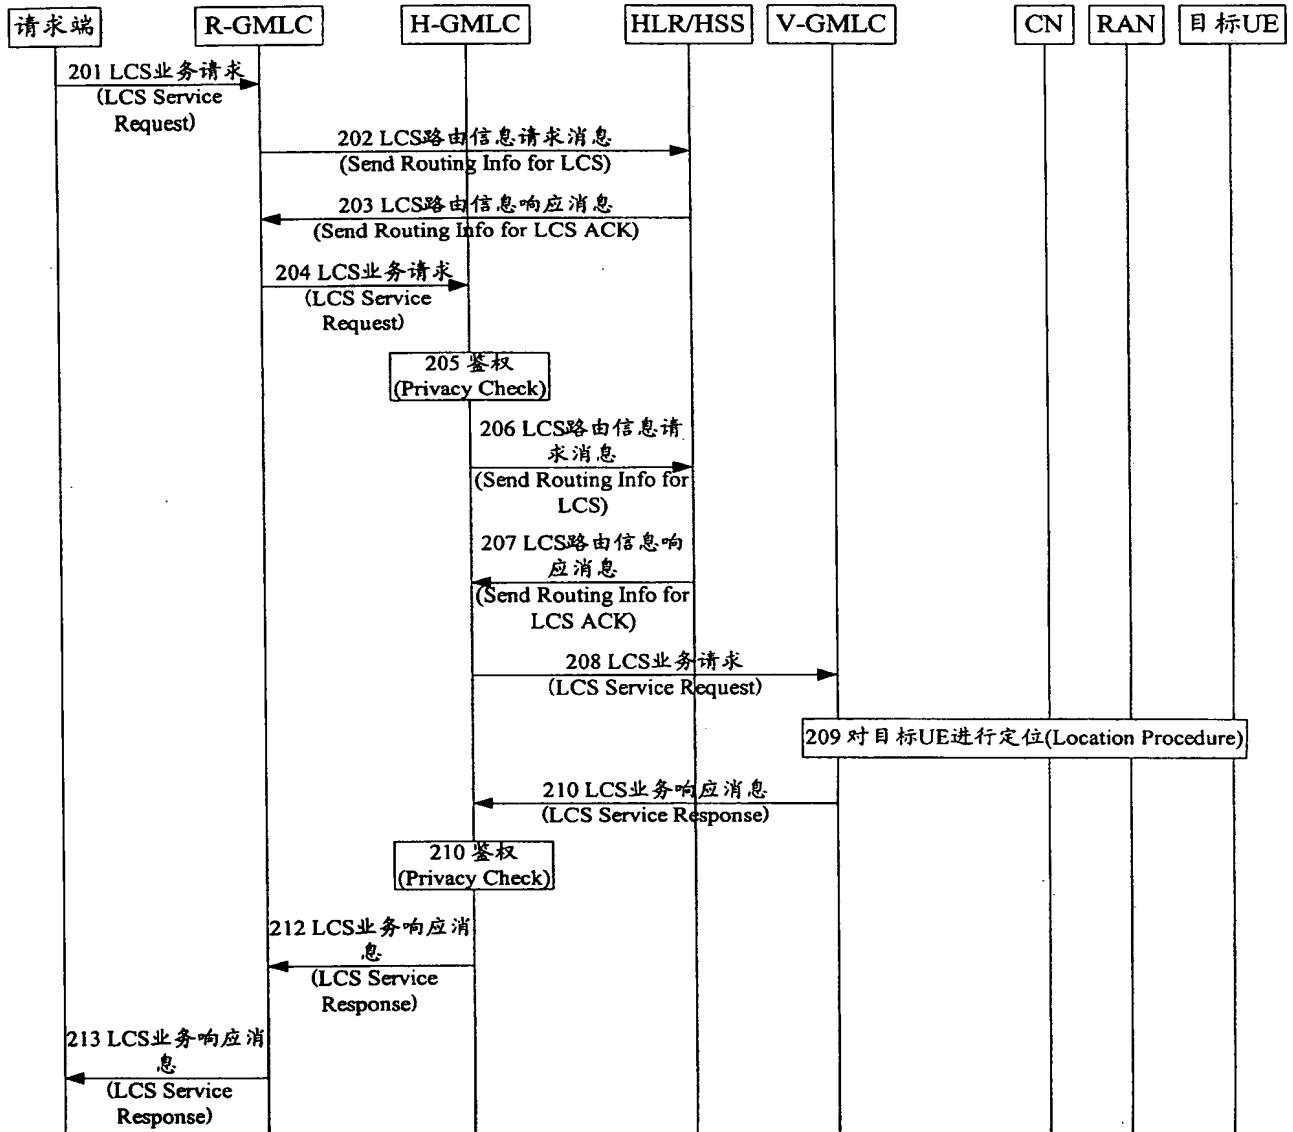 请求端
R-GMLC
H-GMLC
HLR/HSS
V-GMLC
CN
RAN
目标UE
201 LCS业务请求
(LCS Service
Request)
202 LCS路由信息请求消息
(Send Routing Info for LCS)
203 LCS路由信息响应消息
(Send Routing Info for LCS ACK)
204 LCS业务请求
(LCS Service
Request)
205 鉴权
(Privacy Check)
206 LCS路由信息请
求消息
(Send Routing Info for
LCS)
207 LCS路由信息响
应消息
(Send Routing Info for
LCS ACK)
208 LCS业务请求
(LCS Service Request)
209 对目标UE进行定位(Location Procedure)
210 LCS业务响应消息
(LCS Service Response)
210 鉴权
(Privacy Check)
212 LCS业务响应消
息
(LCS Service
Response)
213 LCS业务响应消
息
(LCS Service
Response)